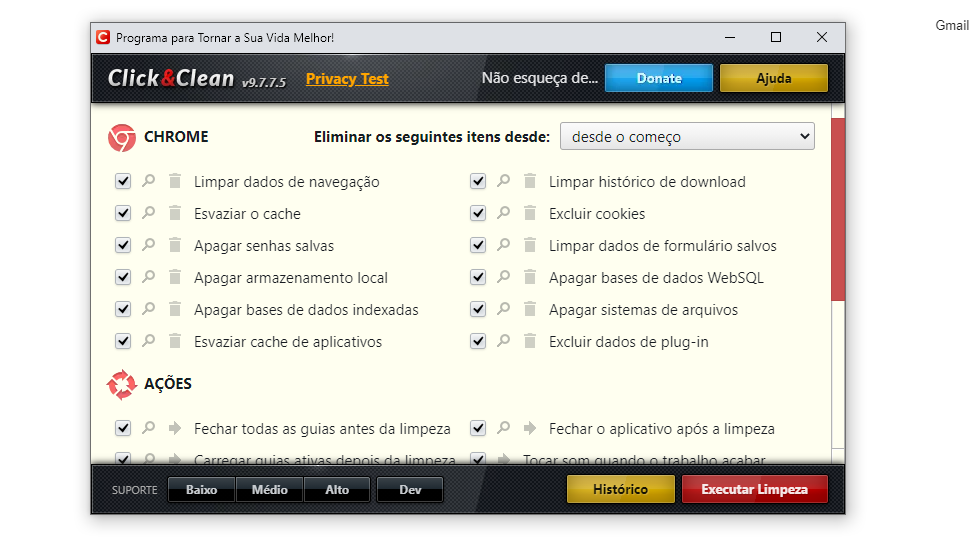 Gmail
Programa para Tornar a Sua Vida Melhor!
Click&Clean v9.7.7.5 Privacy Test Não esqueça de... Donate Ajuda
CHROME Eliminar os seguintes itens desde: desde o começo
Limpar dados de navegação Limpar histórico de download
Esvaziar o cache Excluir cookies
Apagar senhas salvas Limpar dados de formulário salvos
Apagar armazenamento local Apagar bases de dados WebSQL
Apagar bases de dados indexadas Apagar sistemas de arquivos
Esvaziar cache de aplicativos Excluir dados de plug-in
AÇÕES
Fechar todas as guias antes da limpeza Fechar o aplicativo após a limpeza
Carregar guias ativas depois da limpeza Tocar som quando o trabalho acabar
SUPORTE Baixo Médio Alto Dev Histórico Executar Limpeza